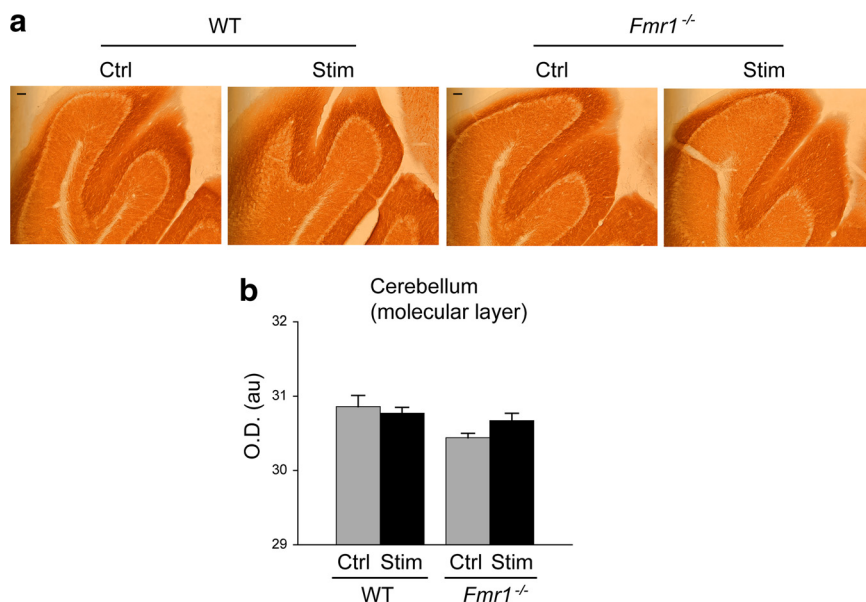 a
WT
Fmr1 -/-
Ctrl
Stim
Ctrl
Stim
b
Cerebellum
(molecular layer)
32
31
30
29
O.D. (au)
Ctrl Stim Ctrl Stim
WT Fmr1 -/-